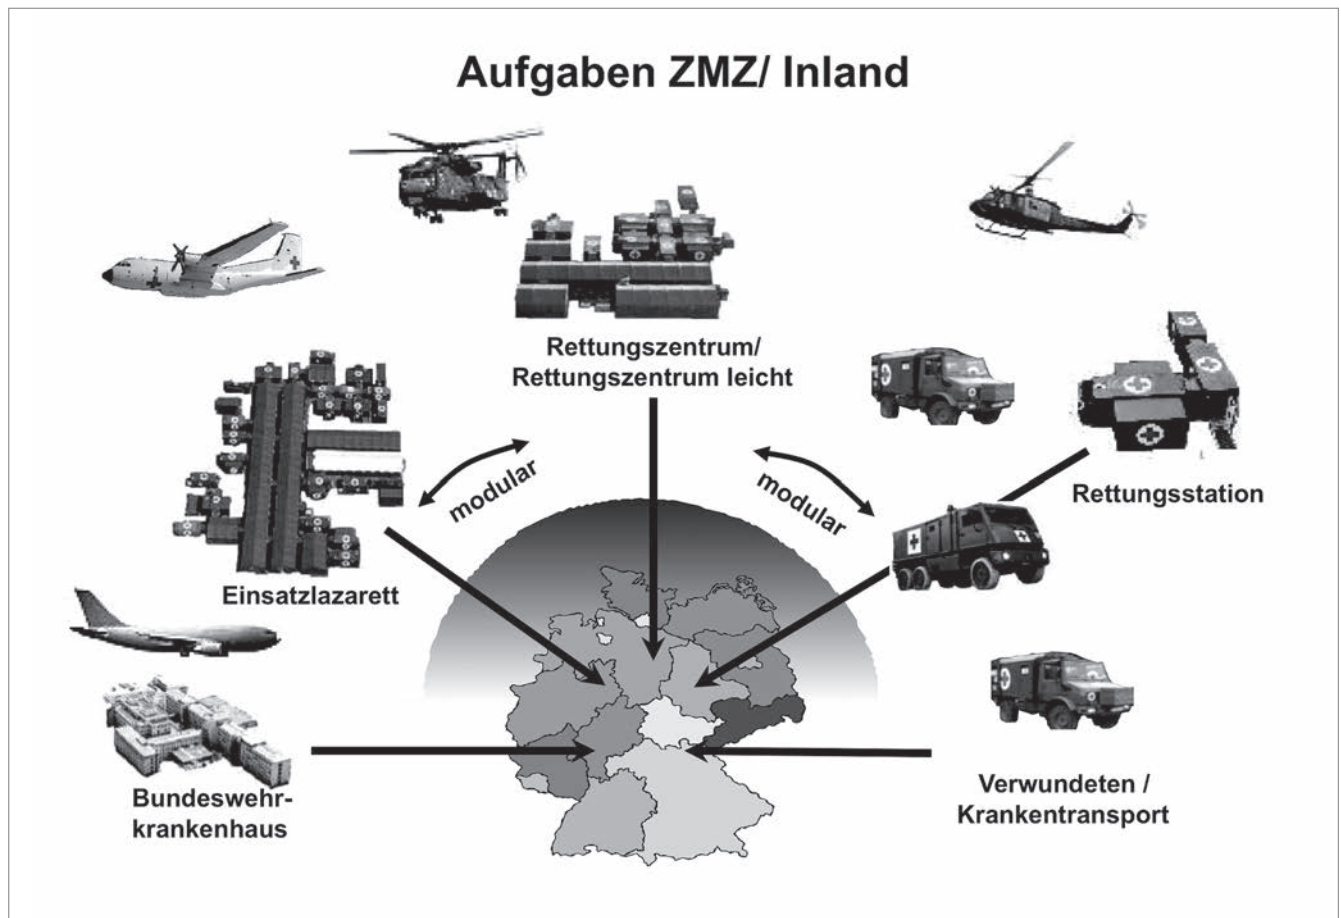 Aufgaben ZMZ/ Inland
Rettungszentrum/
Rettungszentrum leicht
modular
modular
Rettungsstation
Einsatzlazarett
Bundeswehr-
krankenhaus
Verwundeten /
Krankentransport